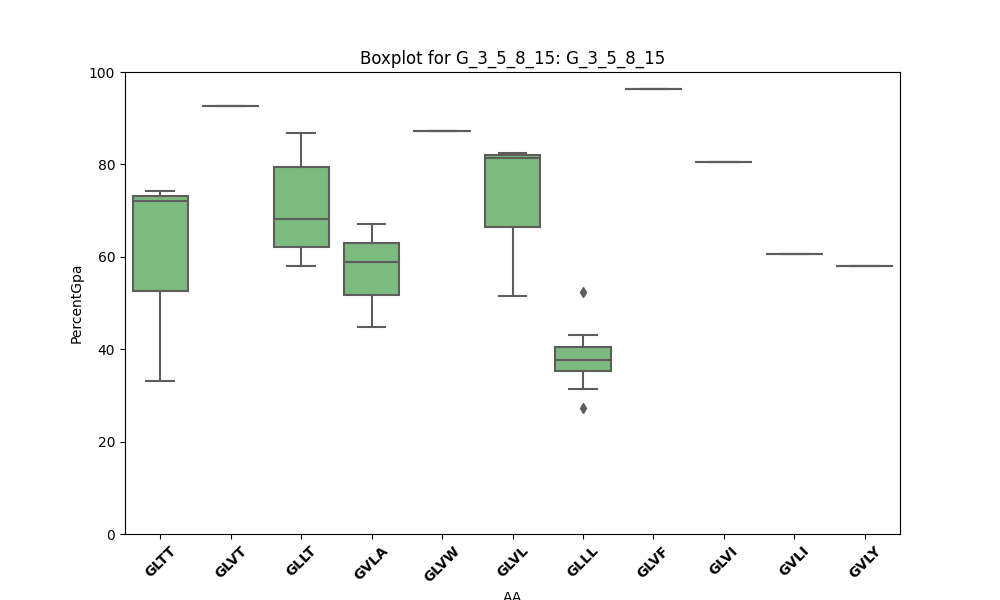 Boxplot for G_3_5_8_15: G_3_5_8_15
PercentGpa
100
80
60
40
20
0
GLTT
GLVT
GLLT
GVLA
GLVW
GLVL
GLLL
GLVF
GLVI
GVLI
GVLY
AA